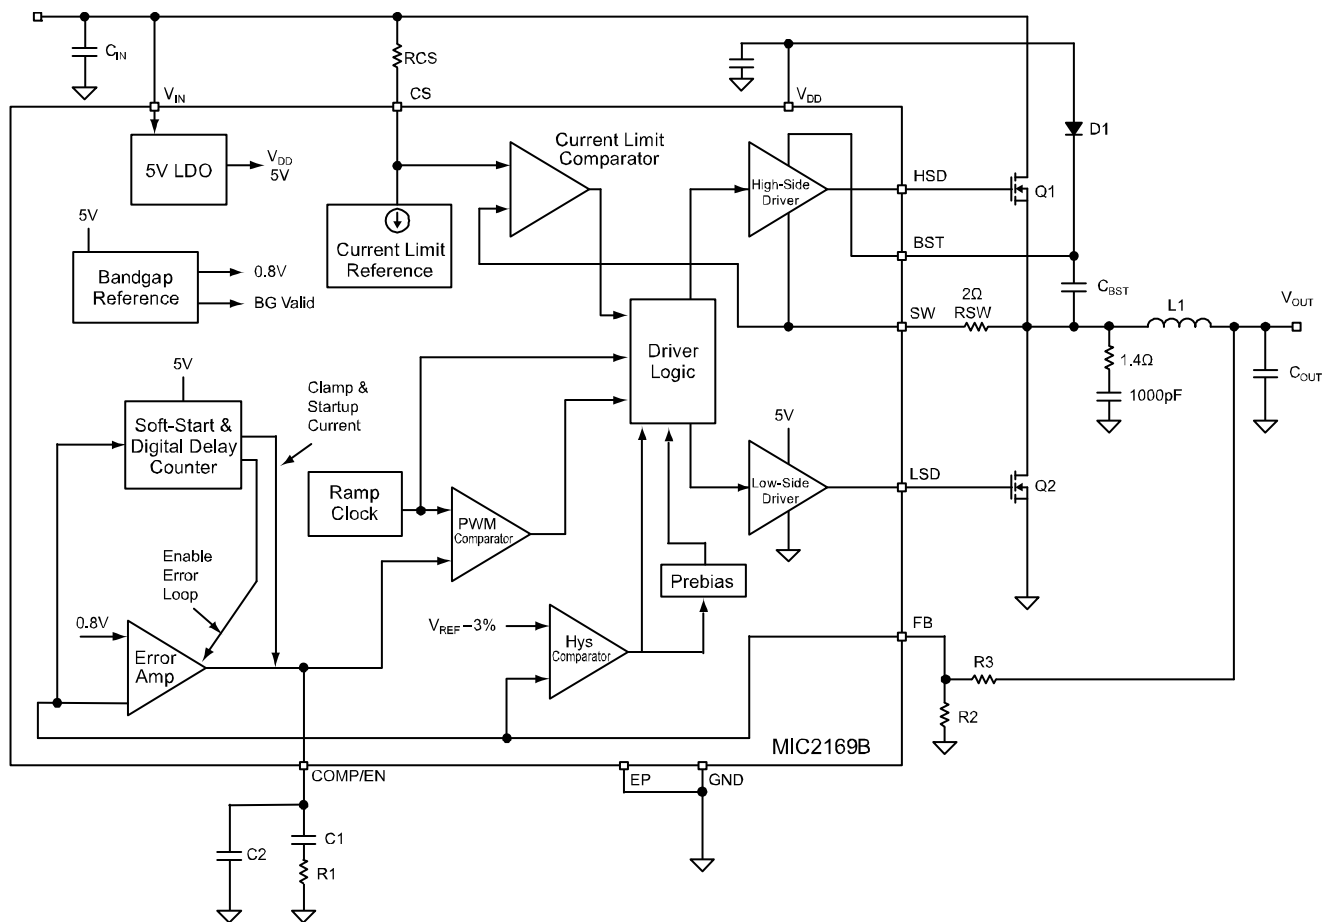 C_IN
RCS
V_IN
CS
V_DD
D1
5V LDO
V_DD
5V
Current Limit
Comparator
High-Side
Driver
HSD
Q1
5V
Current Limit
Reference
BST
Bandgap
Reference
0.8V
BG Valid
C_BST
2Ω
RSW
SW
L1
V_OUT
Driver
Logic
1.4Ω
1000pF
C_OUT
5V
Clamp &
Startup
Current
Soft-Start &
Digital Delay
Counter
5V
Low-Side
Driver
LSD
Q2
Ramp
Clock
PWM
Comparator
Enable
Error
Loop
Prebias
0.8V
Error
Amp
V_REF –3%
Hys
Comparator
FB
R3
R2
MIC2169B
COMP/EN
EP
GND
C2
C1
R1